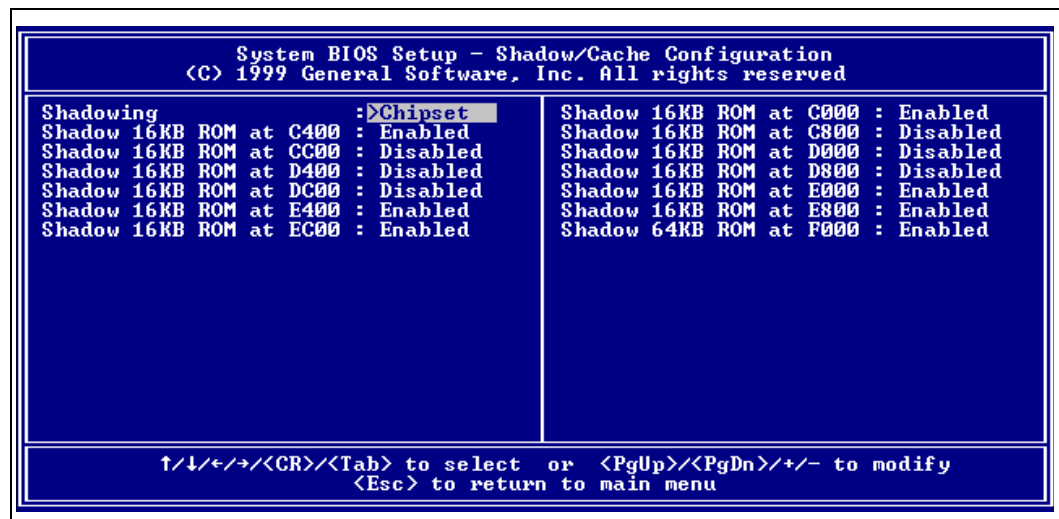 System BIOS Setup - Shadow/Cache Configuration
(C) 1999 General Software, Inc. All rights reserved
Shadowing :>Chipset
Shadow 16KB ROM at C400 : Enabled
Shadow 16KB ROM at CC00 : Disabled
Shadow 16KB ROM at D400 : Disabled
Shadow 16KB ROM at DC00 : Disabled
Shadow 16KB ROM at E400 : Enabled
Shadow 16KB ROM at EC00 : Enabled
Shadow 16KB ROM at C000 : Enabled
Shadow 16KB ROM at C800 : Disabled
Shadow 16KB ROM at D000 : Disabled
Shadow 16KB ROM at D800 : Disabled
Shadow 16KB ROM at E000 : Enabled
Shadow 16KB ROM at E800 : Enabled
Shadow 64KB ROM at F000 : Enabled
↑/↓/←/→/<CR>/<Tab> to select or <PgUp>/<PgDn>/+/- to modify
<Esc> to return to main menu